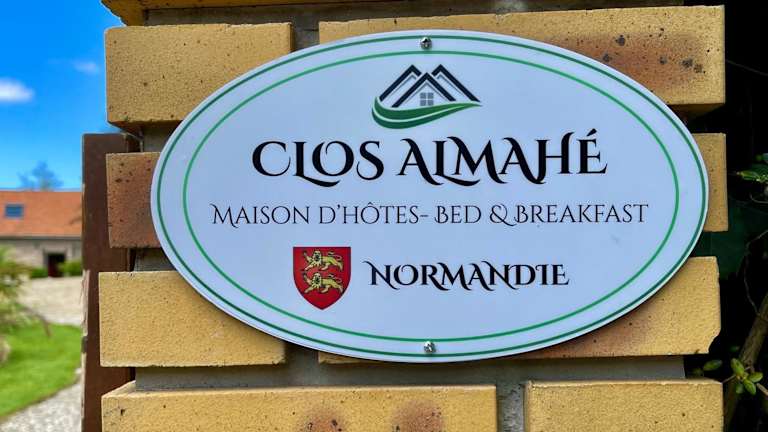 CLOS ALMAHÉ
MAISON D'HÔTES- BED & BREAKFAST
NORMANDIE